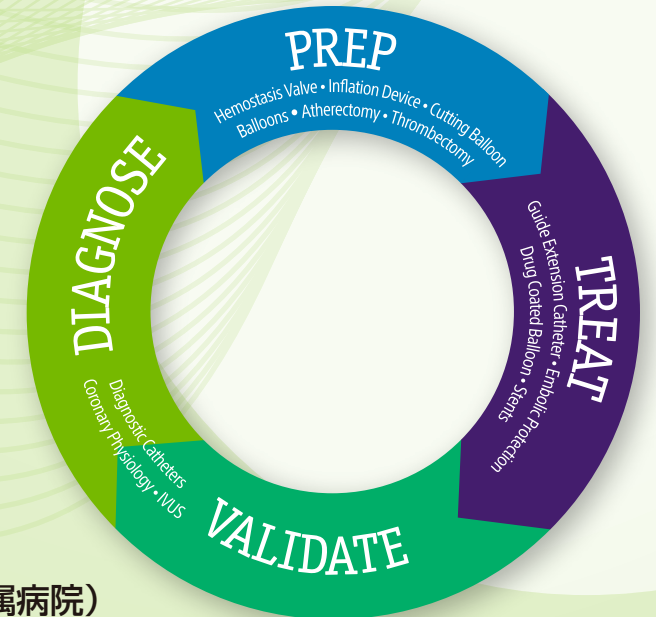 PREP
Hemostasis Valve • Inflation Device • Cutting Balloon
Balloons • Atherectomy • Thrombectomy
TREAT
Guide Extension Catheter • Embolic Protection
Drug Coated Balloon • Stents
VALIDATE
DIAGNOSE
Diagnostic Catheters
Coronary Physiology • IVUS
属病院）